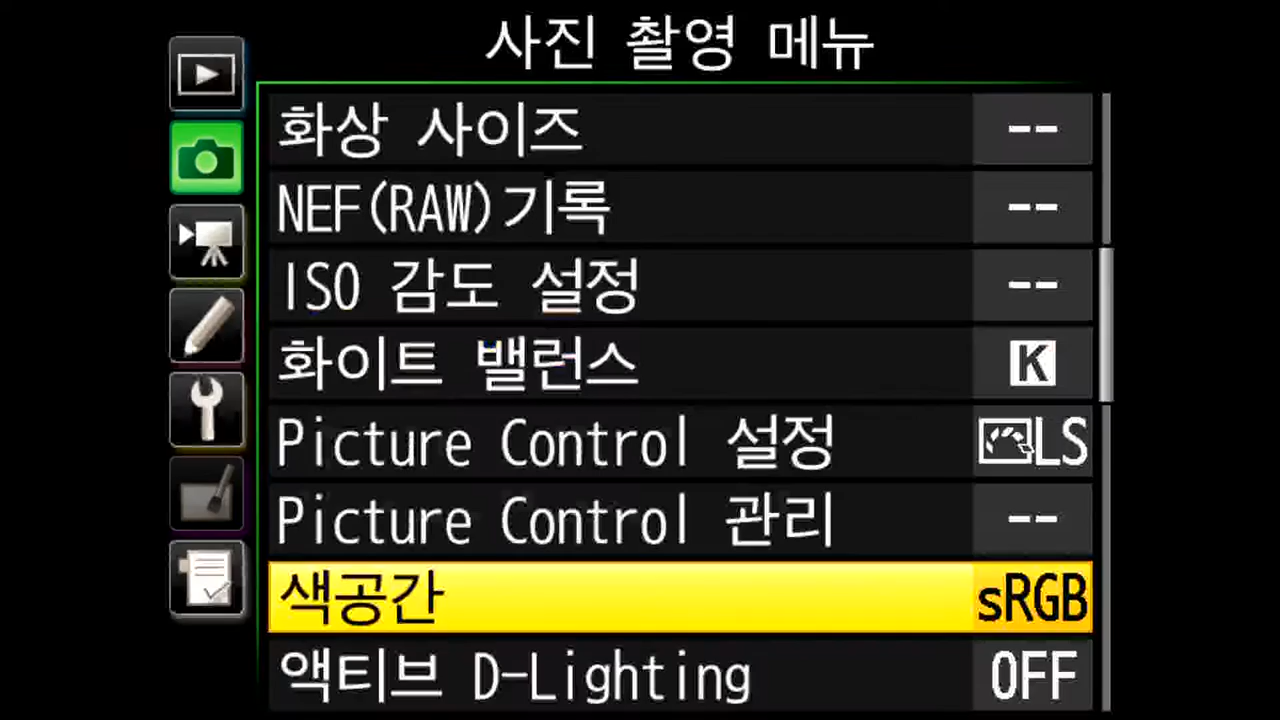 사진 촬영 메뉴
화상 사이즈 --
NEF(RAW)기록 --
ISO 감도 설정 --
화이트 밸런스 K
Picture Control 설정 LS
Picture Control 관리 --
색공간 sRGB
액티브 D-Lighting OFF